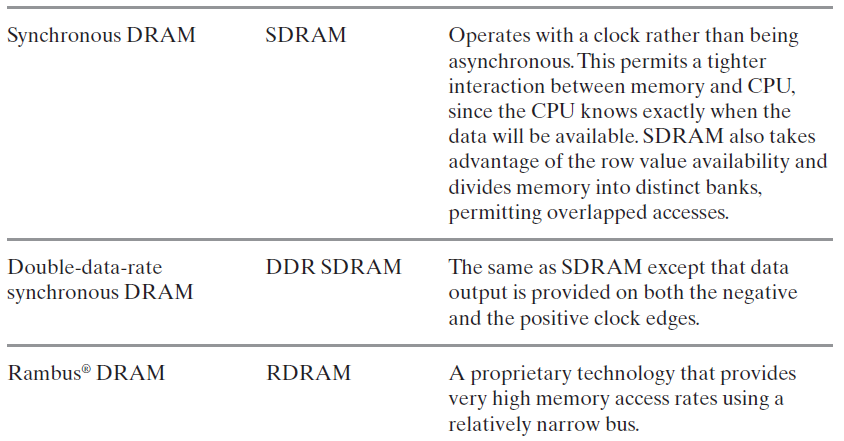 Synchronous DRAM SDRAM Operates with a clock rather than being
asynchronous. This permits a tighter
interaction between memory and CPU,
since the CPU knows exactly when the
data will be available. SDRAM also takes
advantage of the row value availability and
divides memory into distinct banks,
permitting overlapped accesses.
Double-data-rate DDR SDRAM The same as SDRAM except that data
synchronous DRAM output is provided on both the negative
and the positive clock edges.
Rambus® DRAM RDRAM A proprietary technology that provides
very high memory access rates using a
relatively narrow bus.